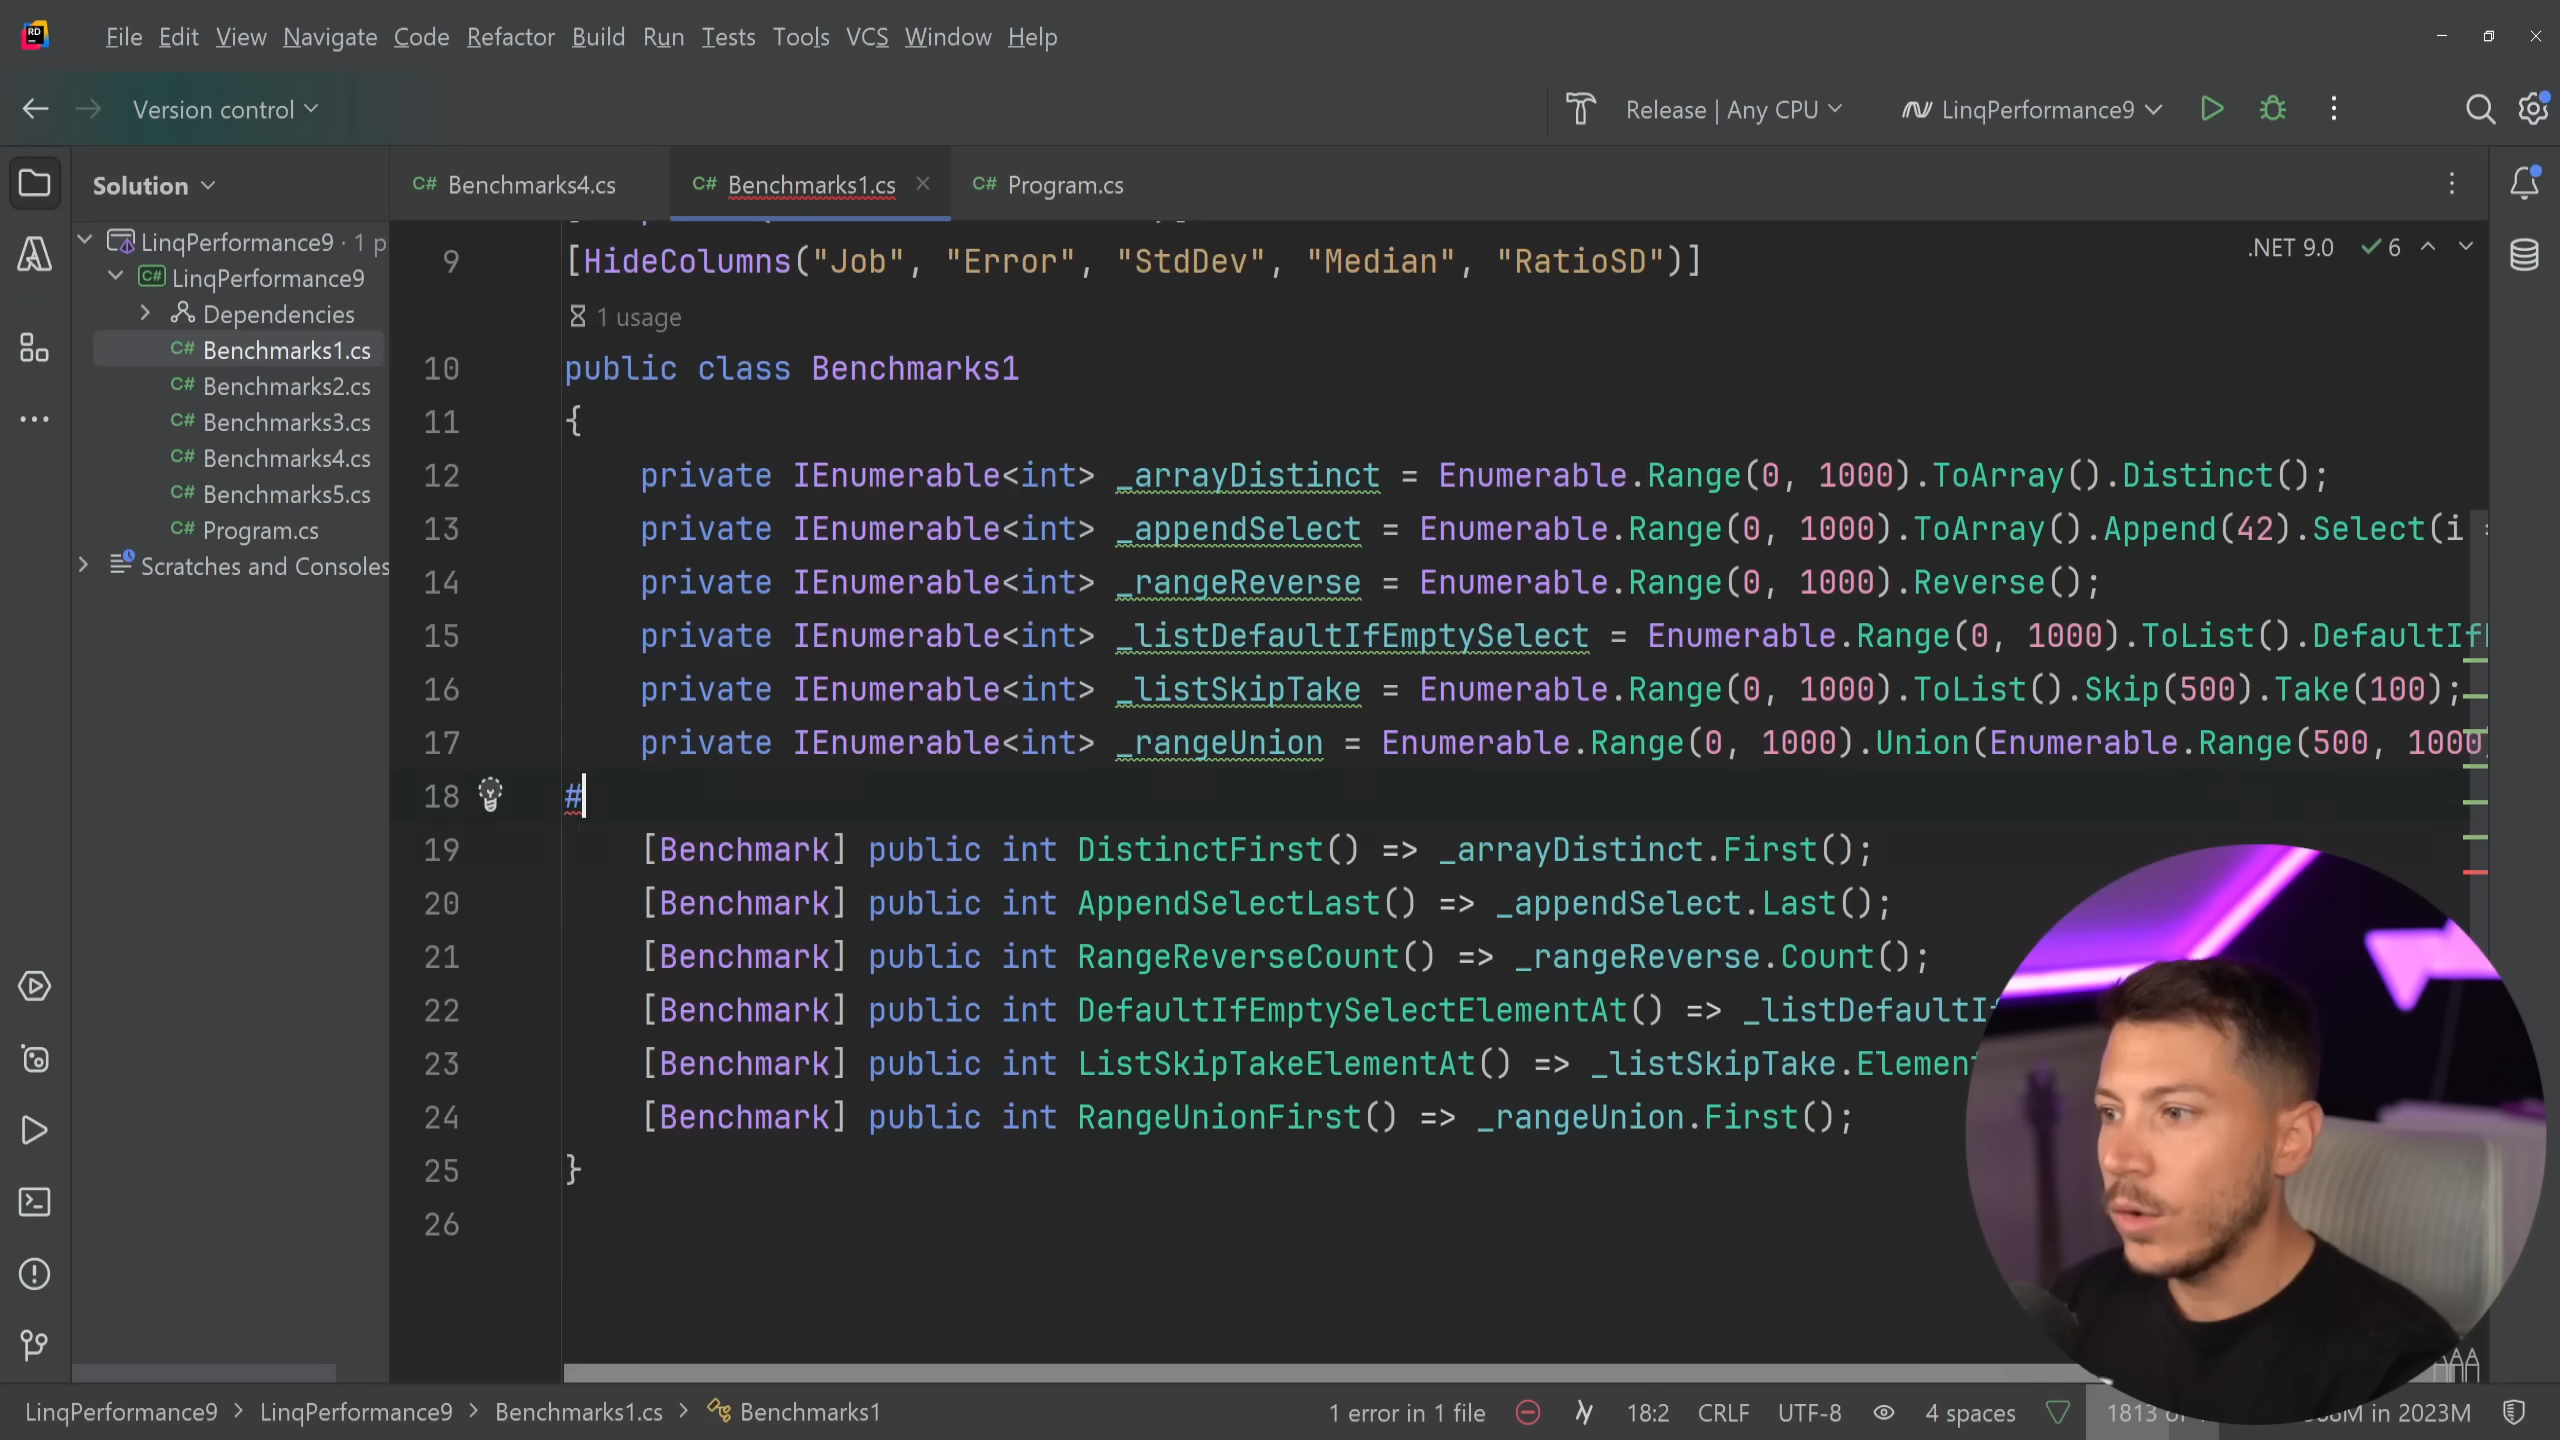 RD File Edit View Navigate Code Refactor Build Run Tests Tools VCS Window Help
Version control Release | Any CPU LinqPerformance9
Solution
C# Benchmarks4.cs C# Benchmarks1.cs C# Program.cs
LinqPerformance9 · 1 p
C# LinqPerformance9
Dependencies
C# Benchmarks1.cs
C# Benchmarks2.cs
C# Benchmarks3.cs
C# Benchmarks4.cs
C# Benchmarks5.cs
C# Program.cs
Scratches and Consoles
.NET 9.0 6
9 [HideColumns("Job", "Error", "StdDev", "Median", "RatioSD")]
1 usage
10 public class Benchmarks1
11 {
12 private IEnumerable<int> _arrayDistinct = Enumerable.Range(0, 1000).ToArray().Distinct();
13 private IEnumerable<int> _appendSelect = Enumerable.Range(0, 1000).ToArray().Append(42).Select(i
14 private IEnumerable<int> _rangeReverse = Enumerable.Range(0, 1000).Reverse();
15 private IEnumerable<int> _listDefaultIfEmptySelect = Enumerable.Range(0, 1000).ToList().DefaultIf
16 private IEnumerable<int> _listSkipTake = Enumerable.Range(0, 1000).ToList().Skip(500).Take(100);
17 private IEnumerable<int> _rangeUnion = Enumerable.Range(0, 1000).Union(Enumerable.Range(500, 1000
18 #
19 [Benchmark] public int DistinctFirst() => _arrayDistinct.First();
20 [Benchmark] public int AppendSelectLast() => _appendSelect.Last();
21 [Benchmark] public int RangeReverseCount() => _rangeReverse.Count();
22 [Benchmark] public int DefaultIfEmptySelectElementAt() => _listDefaultIf
23 [Benchmark] public int ListSkipTakeElementAt() => _listSkipTake.Element
24 [Benchmark] public int RangeUnionFirst() => _rangeUnion.First();
25 }
26
LinqPerformance9 > LinqPerformance9 > Benchmarks1.cs > Benchmarks1 1 error in 1 file 18:2 CRLF UTF-8 4 spaces 1813 in 2023M